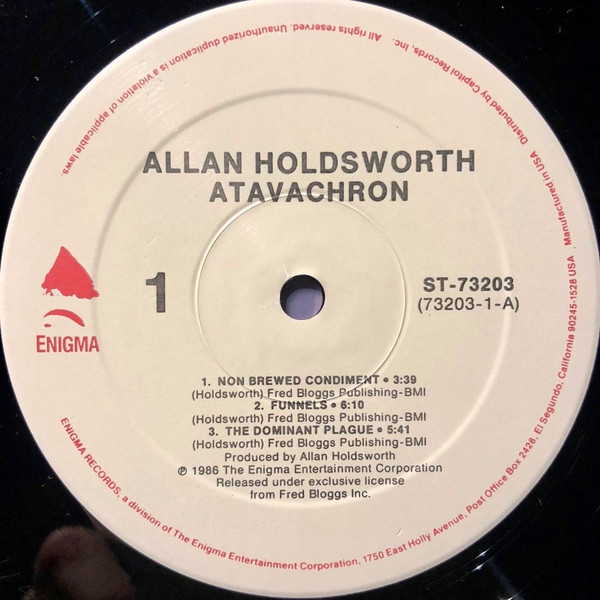 ALLAN HOLDSWORTH
ATAVACHRON
1
ST-73203
(73203-1-A)
ENIGMA
1. NON BREWED CONDIMENT • 3:39
(Holdsworth) Fred Bloggs Publishing-BMI
2. FUNNELS • 6:10
(Holdsworth) Fred Bloggs Publishing-BMI
3. THE DOMINANT PLAGUE • 5:41
(Holdsworth) Fred Bloggs Publishing-BMI
Produced by Allan Holdsworth
℗ 1986 The Enigma Entertainment Corporation
Released under exclusive license
from Fred Bloggs Inc.
ENIGMA RECORDS, a division of The Enigma Entertainment Corporation, 1750 East Holly Avenue, Post Office Box 2428, El Segundo, California 90245-1528 USA Manufactured in USA Distributed by Capitol Records, Inc. All rights reserved. Unauthorized duplication is a violation of applicable laws.